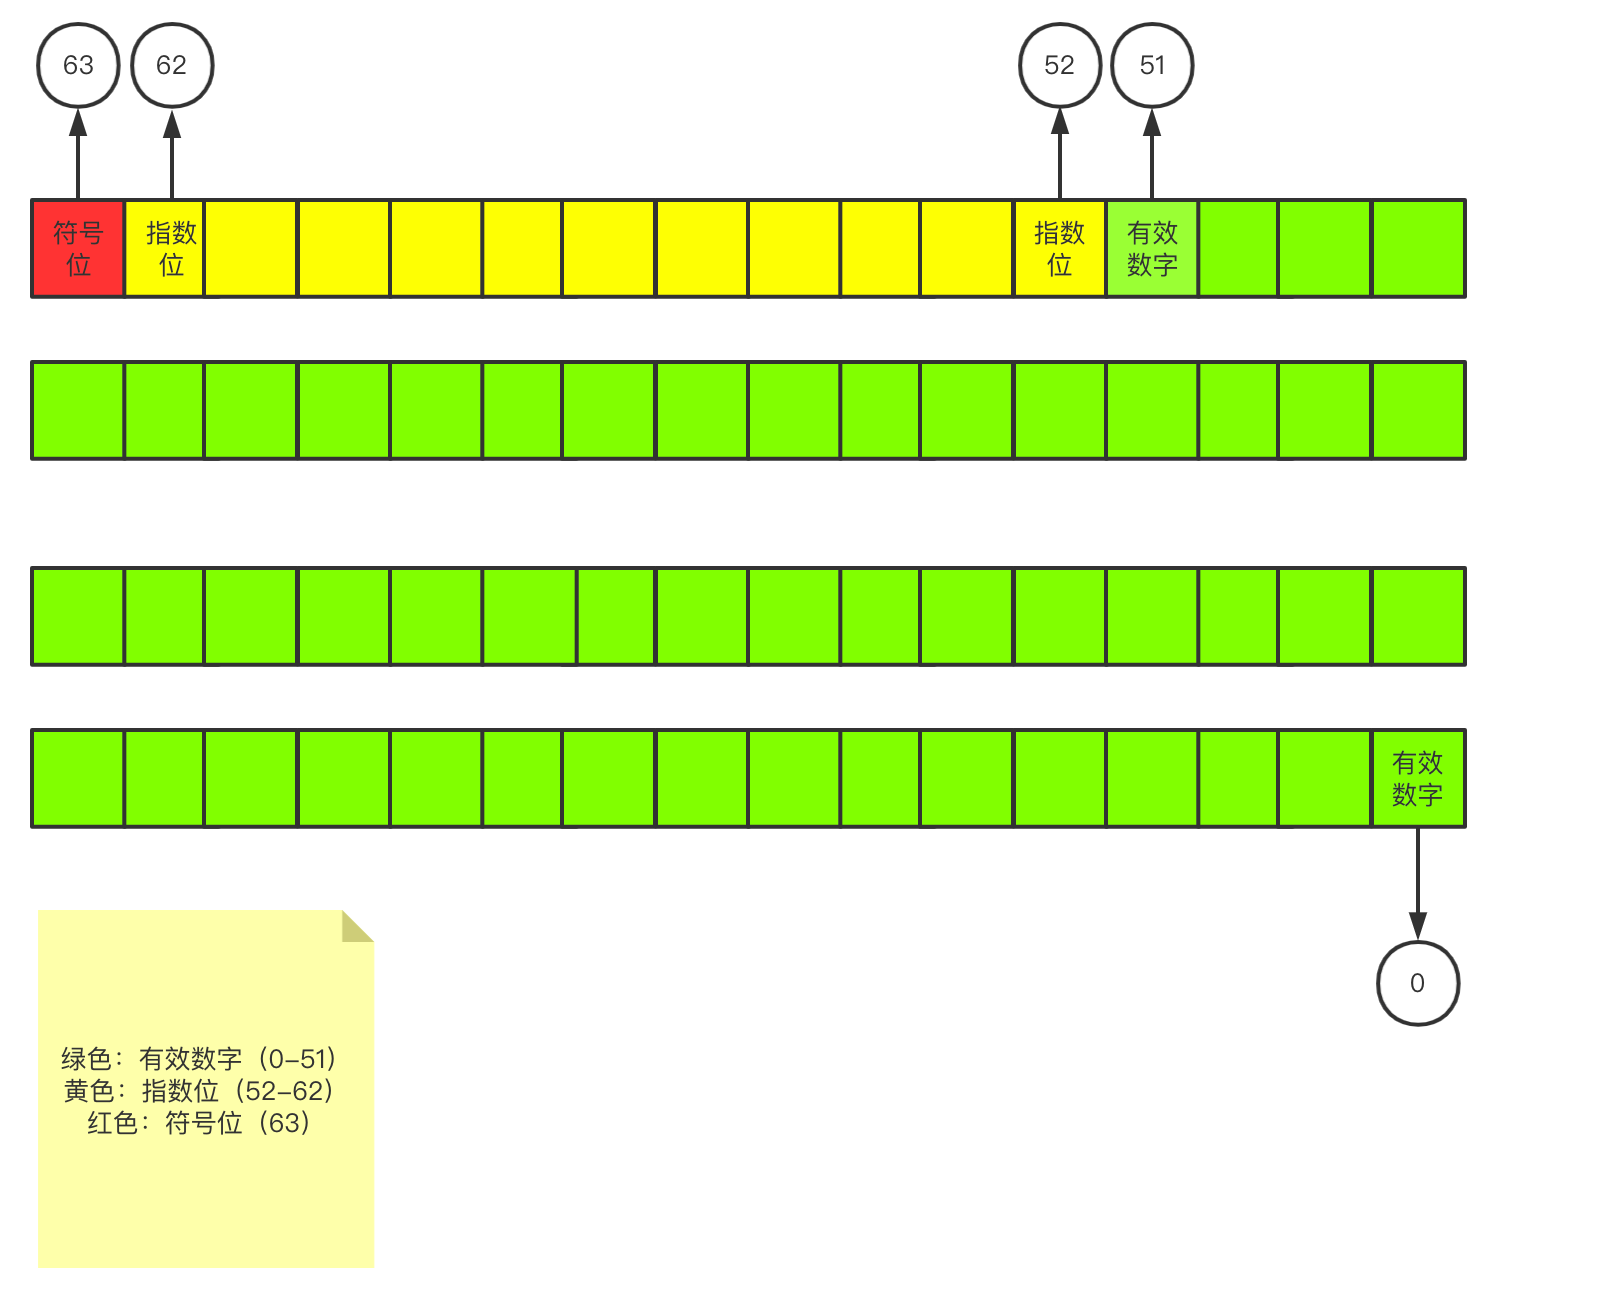 63
62
52
51
符号
位
指数
位
指数
位
有效
数字
有效
数字
0
绿色：有效数字（0–51）
黄色：指数位（52–62）
红色：符号位（63）